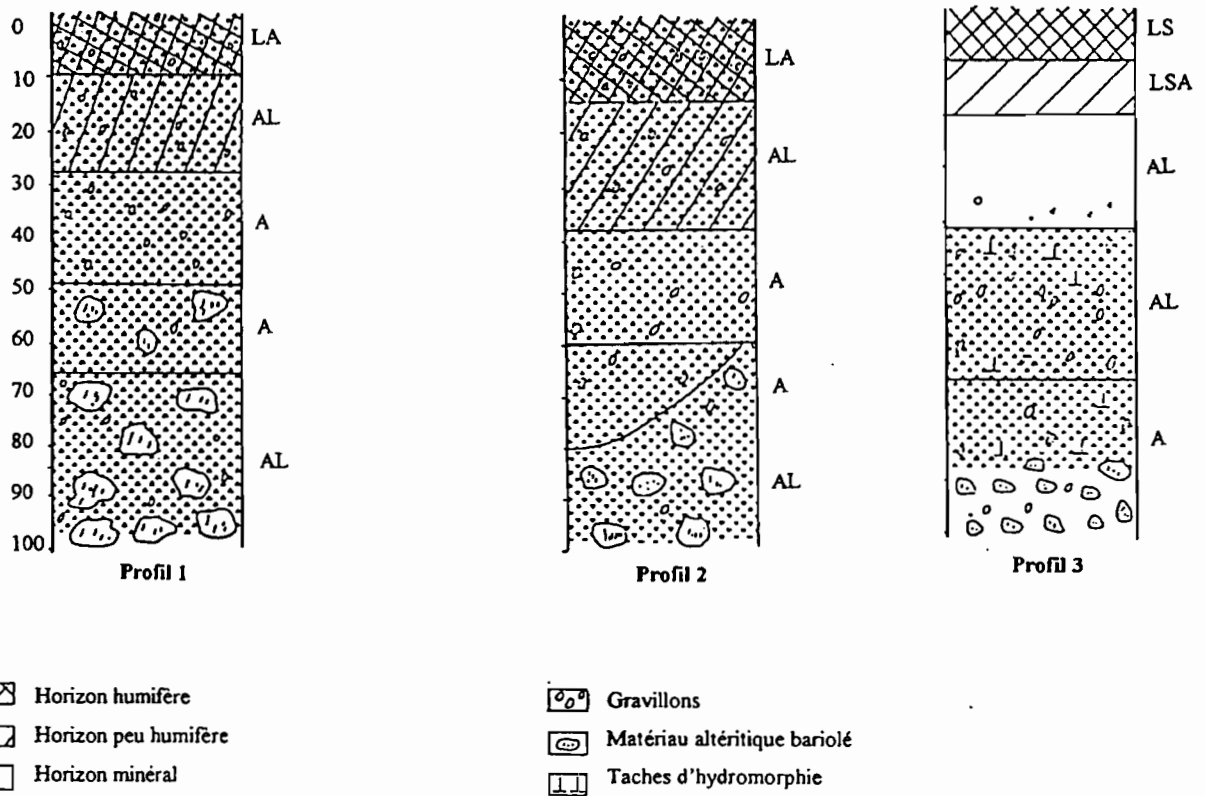 0
10
20
30
40
50
60
70
80
90
100
LA
AL
A
A
AL
Profil 1
LA
AL
A
A
AL
Profil 2
LS
LSA
AL
AL
A
Profil 3
Horizon humifère
Horizon peu humifère
Horizon minéral
Gravillons
Matériau altéritique bariolé
Taches d'hydromorphie